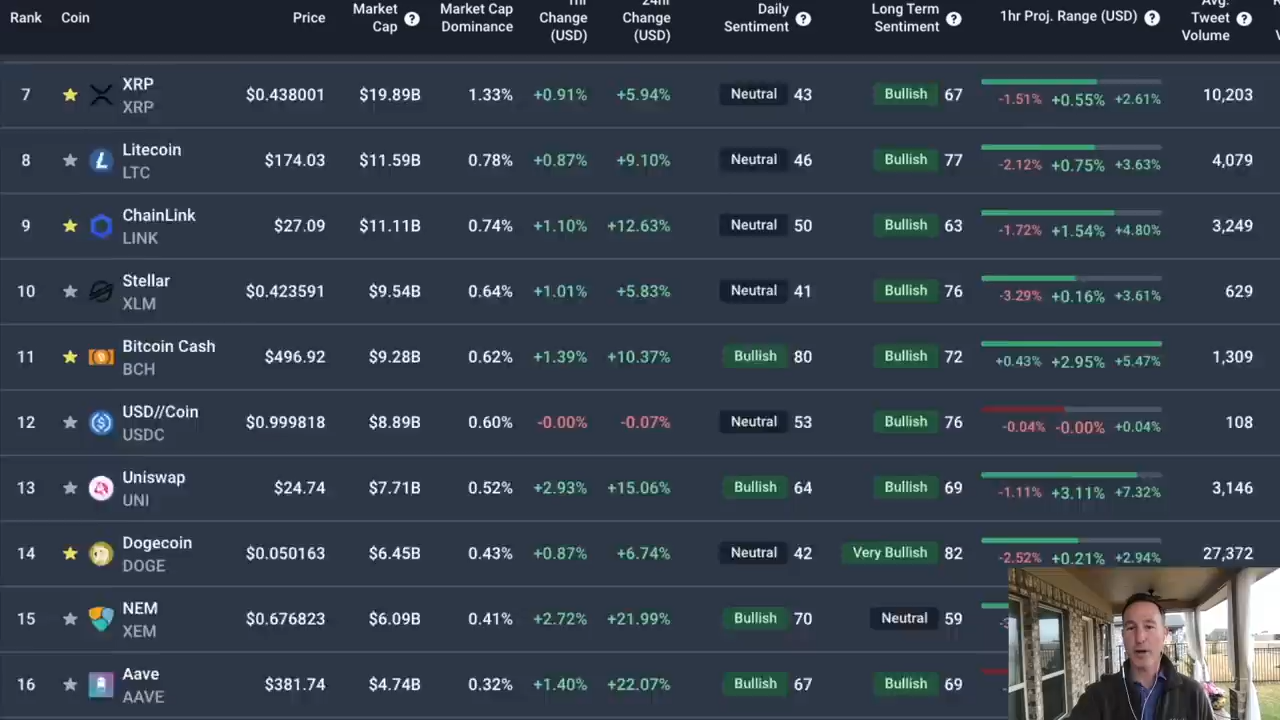 Rank Coin Price Market Cap ? Market Cap Dominance 1hr Change (USD) 24hr Change (USD) Daily Sentiment ? Long Term Sentiment ? 1hr Proj. Range (USD) ? Avg. Tweet Volume ?
7 XRP XRP $0.438001 $19.89B 1.33% +0.91% +5.94% Neutral 43 Bullish 67 -1.51% +0.55% +2.61% 10,203
8 Litecoin LTC $174.03 $11.59B 0.78% +0.87% +9.10% Neutral 46 Bullish 77 -2.12% +0.75% +3.63% 4,079
9 ChainLink LINK $27.09 $11.11B 0.74% +1.10% +12.63% Neutral 50 Bullish 63 -1.72% +1.54% +4.80% 3,249
10 Stellar XLM $0.423591 $9.54B 0.64% +1.01% +5.83% Neutral 41 Bullish 76 -3.29% +0.16% +3.61% 629
11 Bitcoin Cash BCH $496.92 $9.28B 0.62% +1.39% +10.37% Bullish 80 Bullish 72 +0.43% +2.95% +5.47% 1,309
12 USD//Coin USDC $0.999818 $8.89B 0.60% -0.00% -0.07% Neutral 53 Bullish 76 -0.04% -0.00% +0.04% 108
13 Uniswap UNI $24.74 $7.71B 0.52% +2.93% +15.06% Bullish 64 Bullish 69 -1.11% +3.11% +7.32% 3,146
14 Dogecoin DOGE $0.050163 $6.45B 0.43% +0.87% +6.74% Neutral 42 Very Bullish 82 -2.52% +0.21% +2.94% 27,372
15 NEM XEM $0.676823 $6.09B 0.41% +2.72% +21.99% Bullish 70 Neutral 59
16 Aave AAVE $381.74 $4.74B 0.32% +1.40% +22.07% Bullish 67 Bullish 69